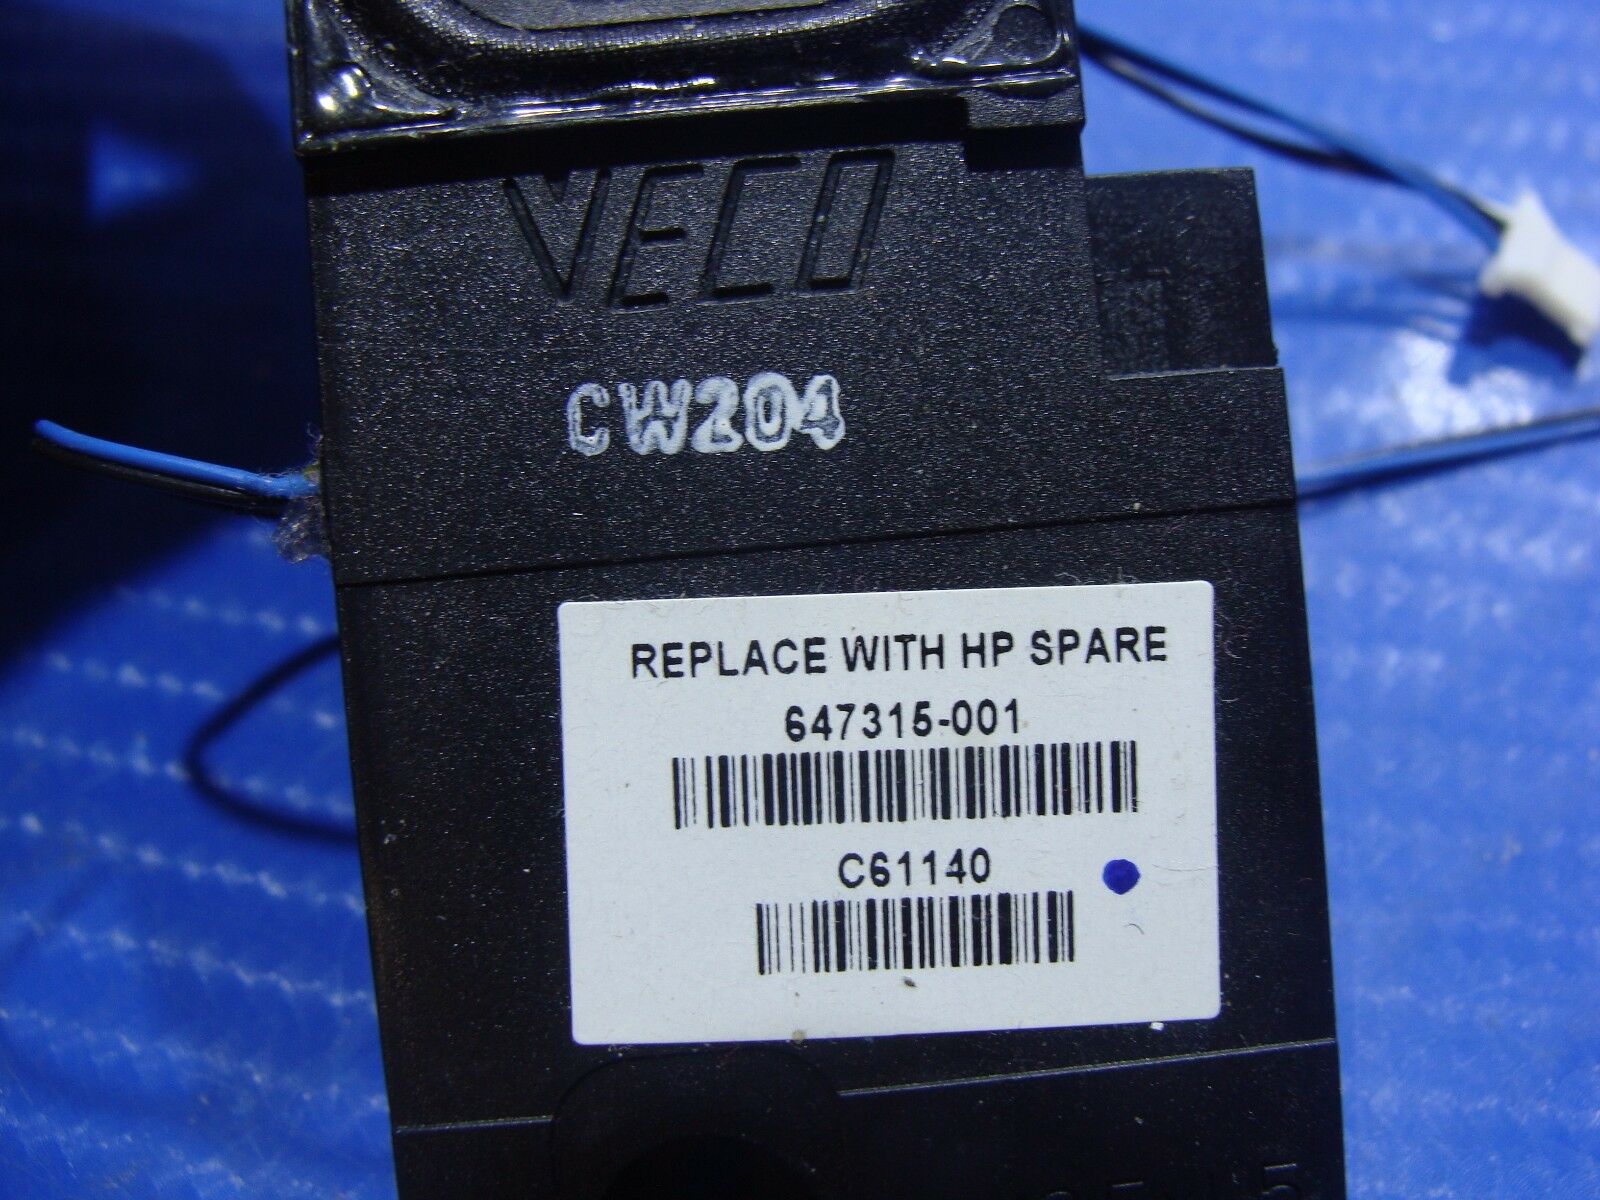 VECO
CW204
REPLACE WITH HP SPARE
647315-001
C61140